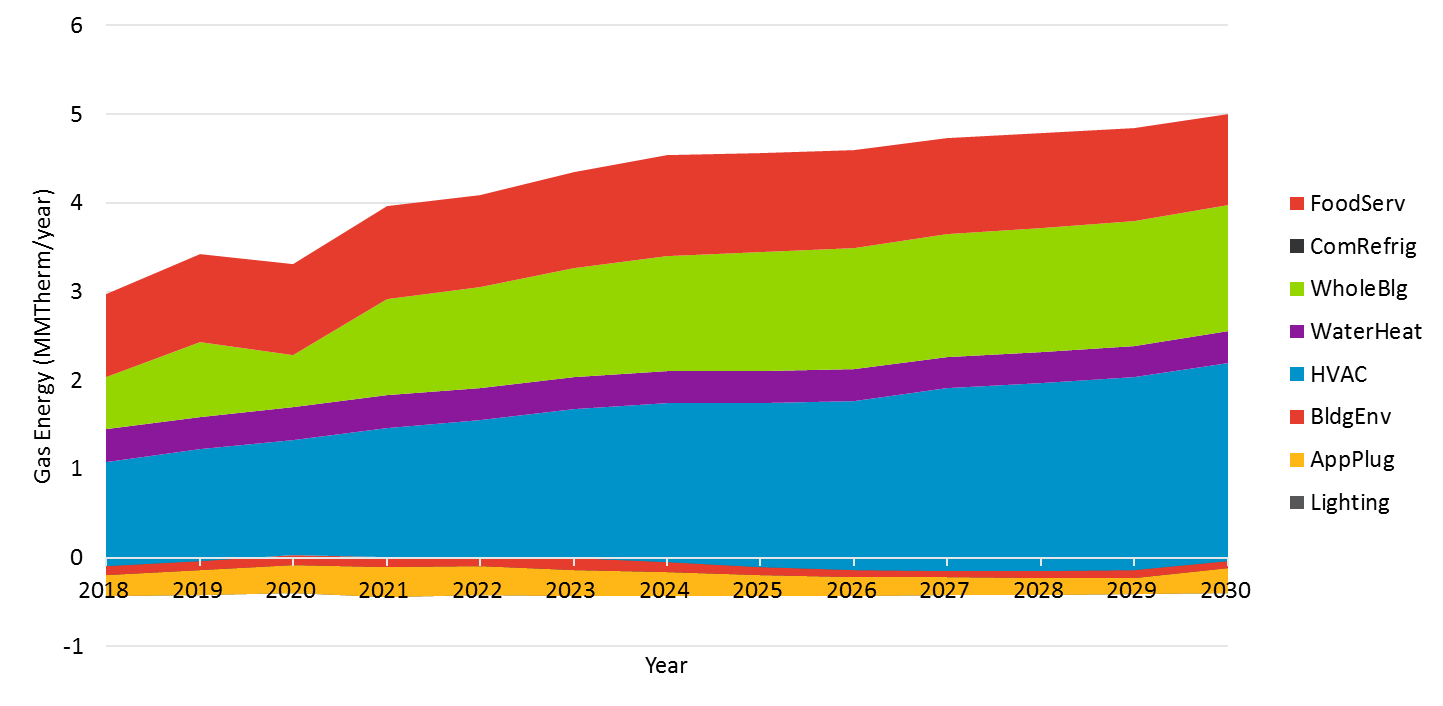 6
5
4
3
2
1
0
-1
Gas Energy (MMTherm/year)
2018 2019 2020 2021 2022 2023 2024 2025 2026 2027 2028 2029 2030
Year
FoodServ
ComRefrig
WholeBlg
WaterHeat
HVAC
BldgEnv
AppPlug
Lighting